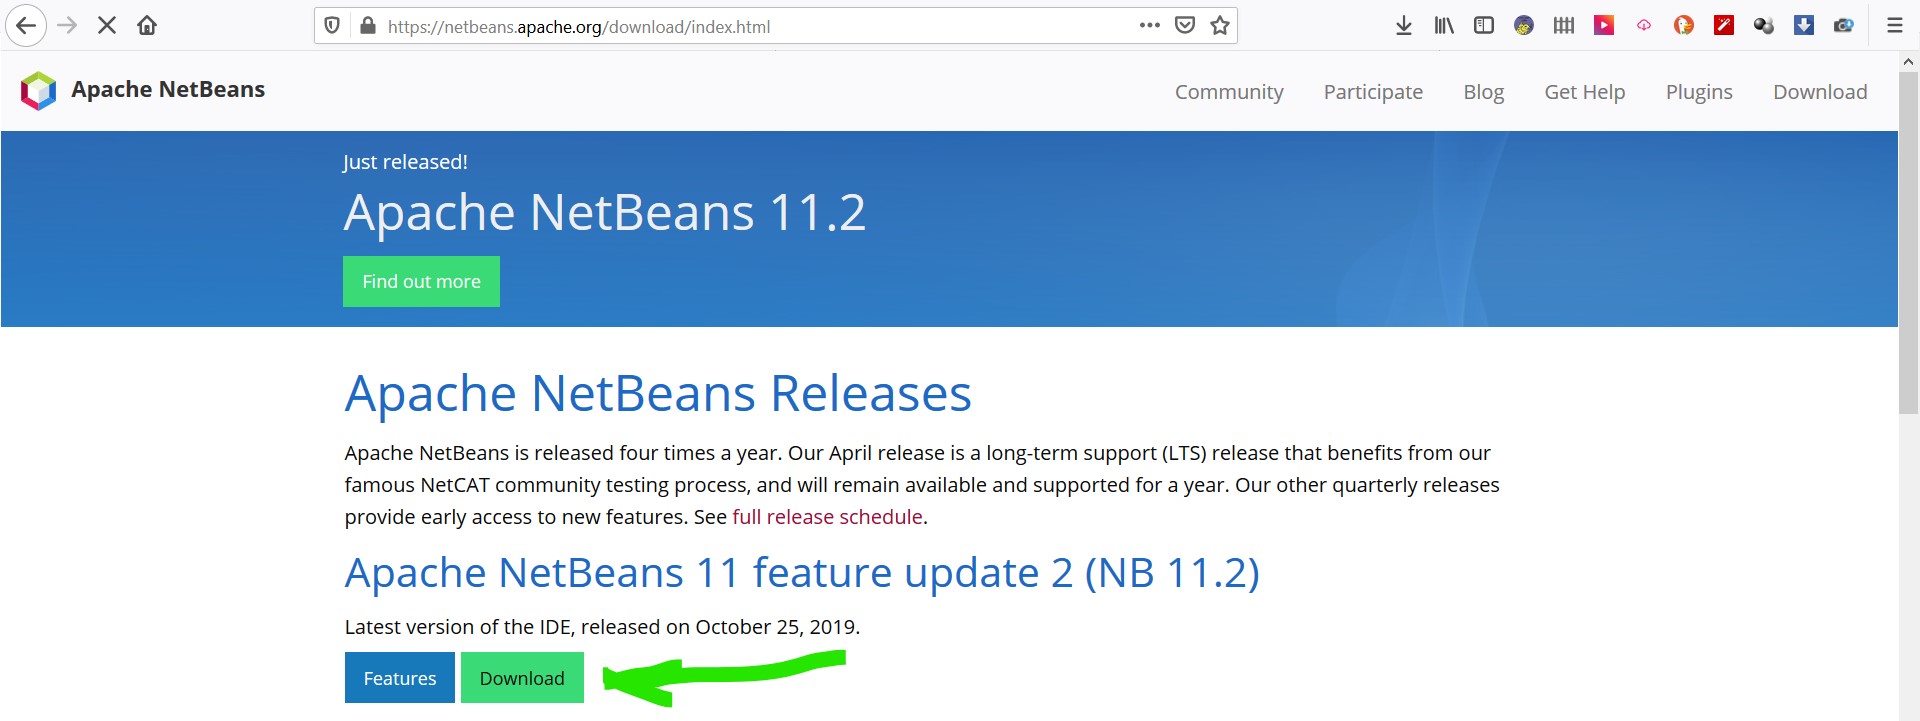 https://netbeans.apache.org/download/index.html
Apache NetBeans
Community Participate Blog Get Help Plugins Download
Just released!
Apache NetBeans 11.2
Find out more
Apache NetBeans Releases
Apache NetBeans is released four times a year. Our April release is a long-term support (LTS) release that benefits from our
famous NetCAT community testing process, and will remain available and supported for a year. Our other quarterly releases
provide early access to new features. See full release schedule.
Apache NetBeans 11 feature update 2 (NB 11.2)
Latest version of the IDE, released on October 25, 2019.
Features Download